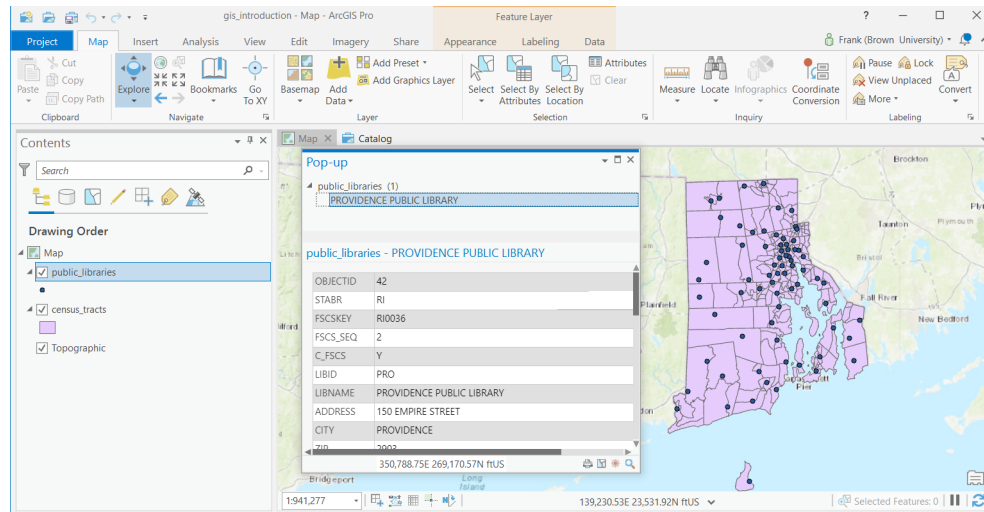 gis_introduction - Map - ArcGIS Pro
Feature Layer
?
Project Map Insert Analysis View Edit Imagery Share Appearance Labeling Data
Frank (Brown University)
Paste
Cut
Copy
Copy Path
Clipboard
Explore
Bookmarks
Go To XY
Navigate
Basemap
Add Data
Add Preset
Add Graphics Layer
Layer
Select
Select By Attributes
Select By Location
Attributes
Clear
Selection
Measure
Locate
Infographics
Coordinate Conversion
Inquiry
Pause
Lock
View Unplaced
More
Convert
Labeling
Contents
Search
Drawing Order
Map
public_libraries
census_tracts
Topographic
Map
Catalog
Pop-up
public_libraries (1)
PROVIDENCE PUBLIC LIBRARY
public_libraries - PROVIDENCE PUBLIC LIBRARY
OBJECTID 42
STABR RI
FSCSKEY RI0036
FSCS_SEQ 2
C_FSCS Y
LIBID PRO
LIBNAME PROVIDENCE PUBLIC LIBRARY
ADDRESS 150 EMPIRE STREET
CITY PROVIDENCE
ZIP 2903
350,788.75E 269,170.57N ftUS
Brockton
Taunton
Plymouth
Bristol
Fall River
New Bedford
Plainfield
Pier
Bridgeport
Long Island
1:941,277
139,230.53E 23,531.92N ftUS
Selected Features: 0